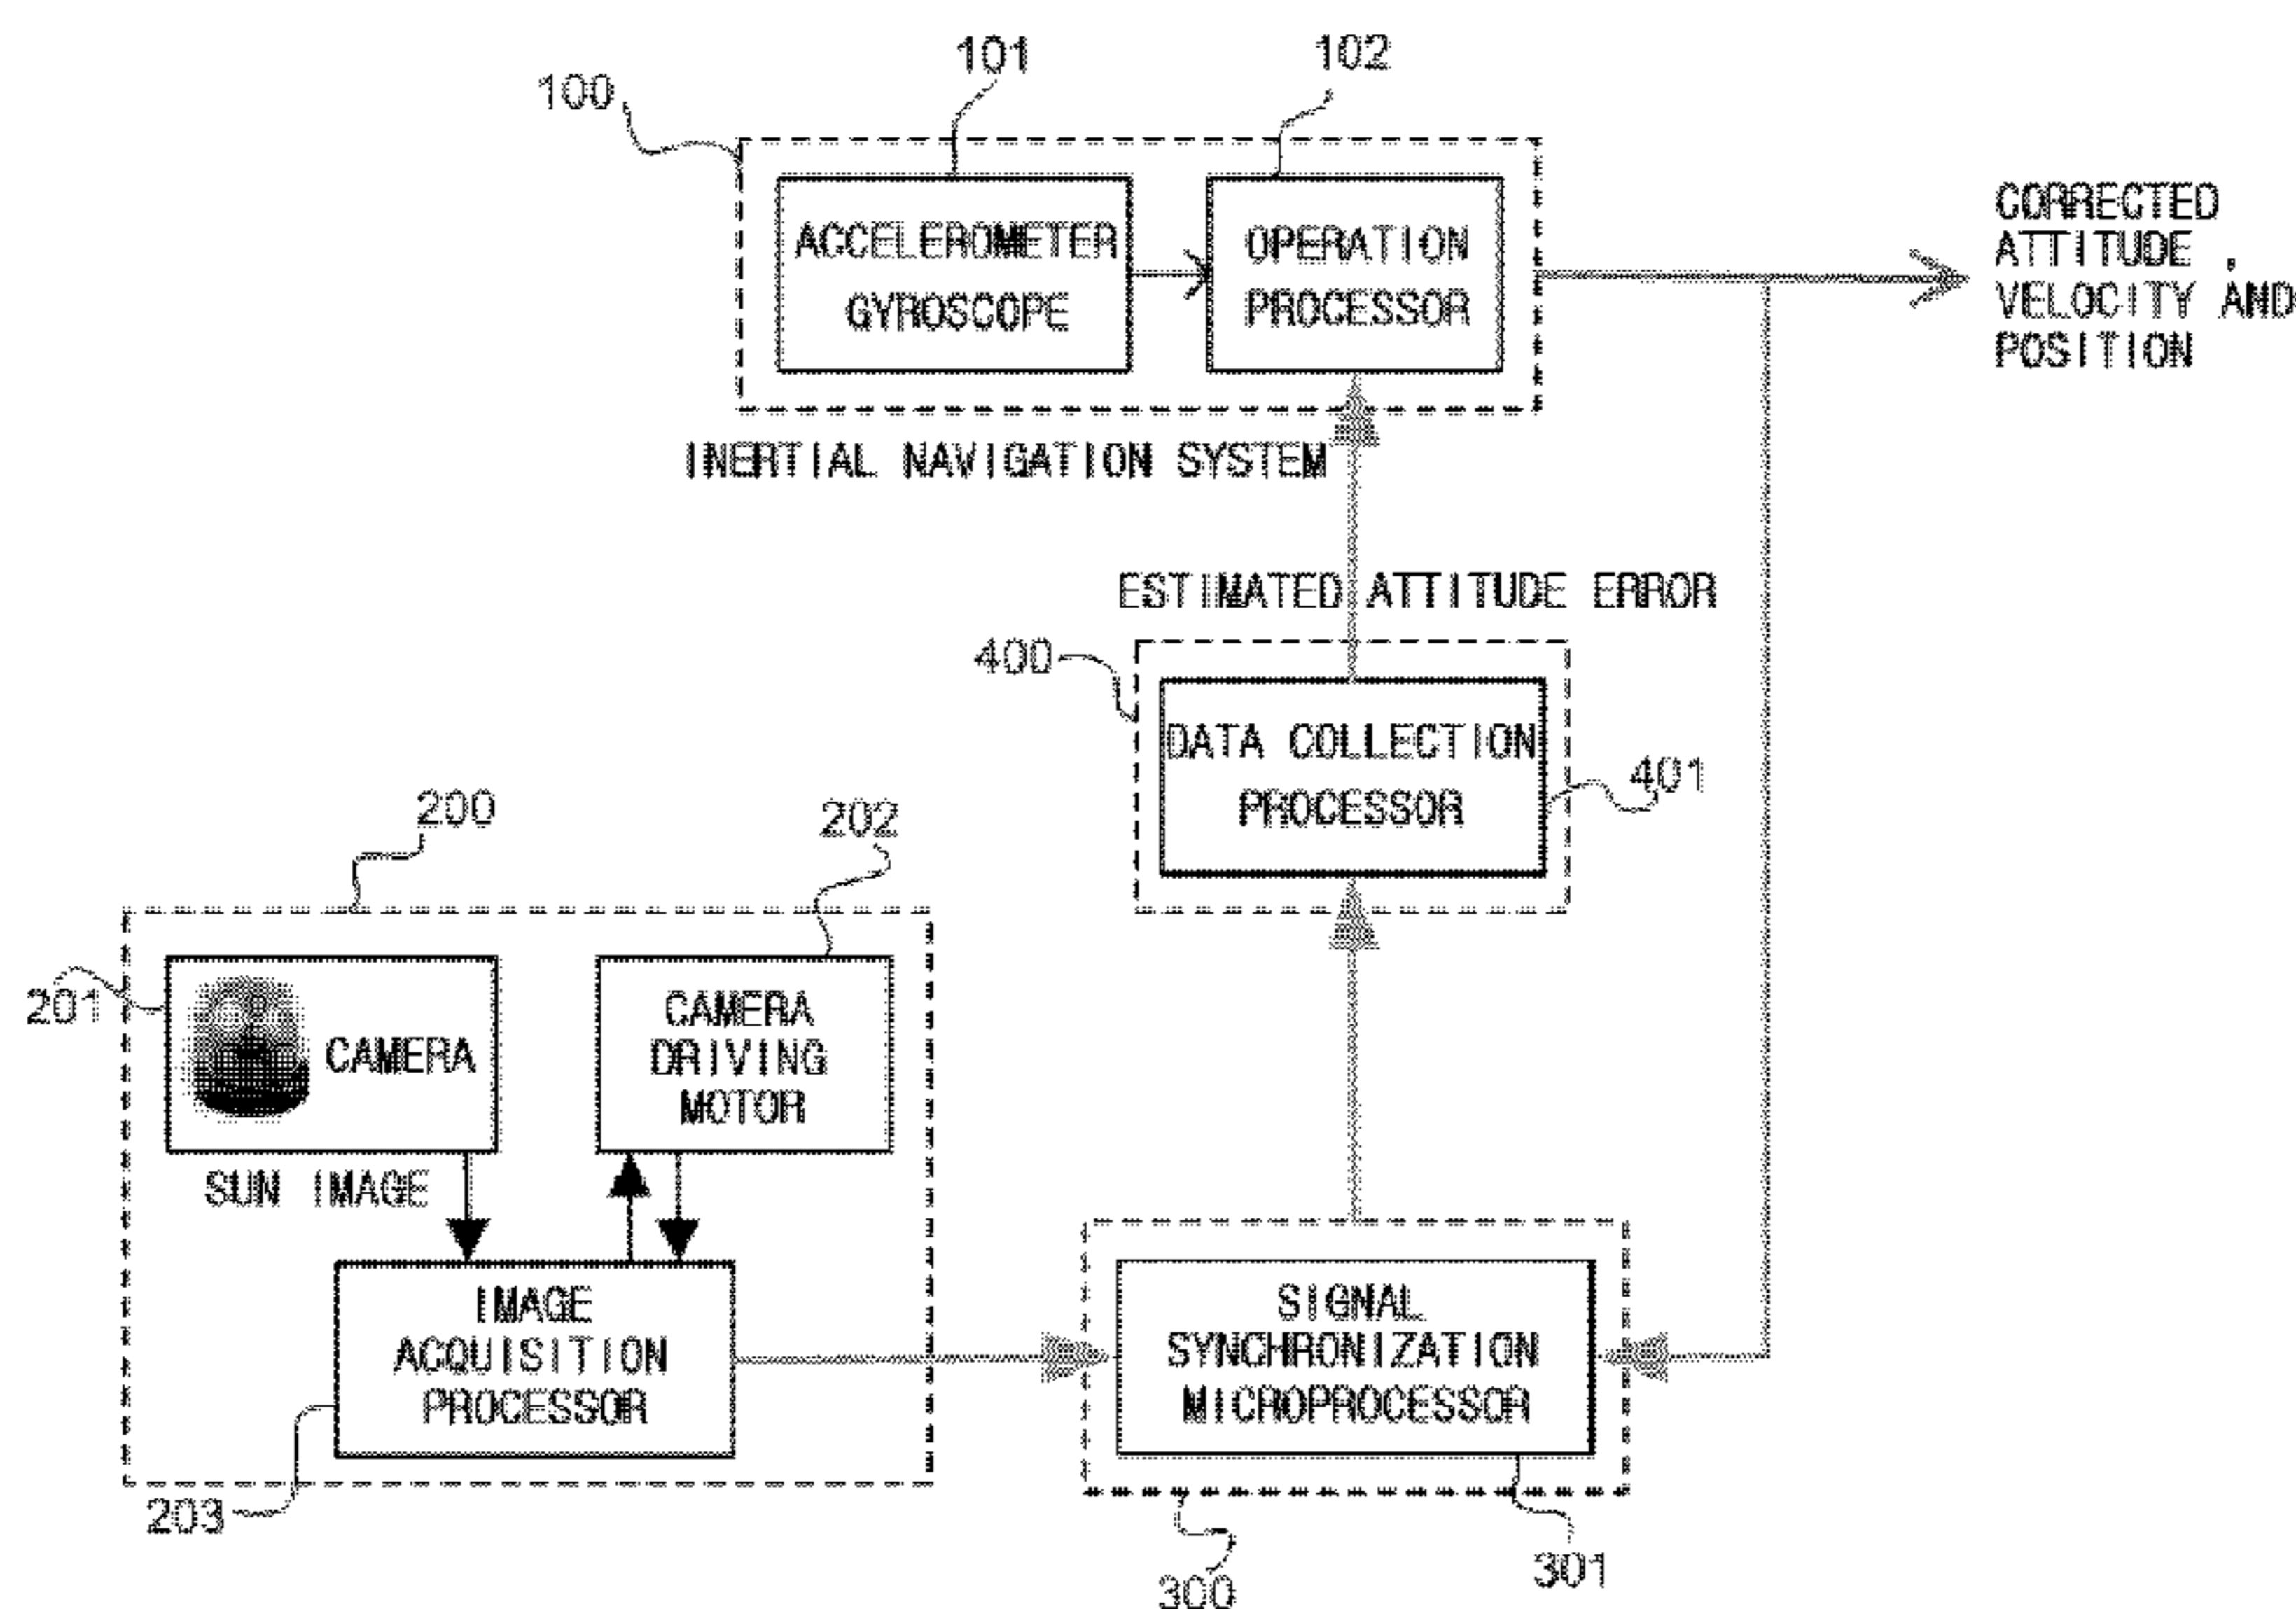 101
102
100
ACCELEROMETER
GYROSCOPE
OPERATION
PROCESSOR
CORRECTED
ATTITUDE ,
VELOCITY AND
POSITION
INERTIAL NAVIGATION SYSTEM
ESTIMATED ATTITUDE ERROR
400
DATA COLLECTION
PROCESSOR
401
200
202
201
CAMERA
CAMERA
DRIVING
MOTOR
SUN IMAGE
IMAGE
ACQUISITION
PROCESSOR
SIGNAL
SYNCHRONIZATION
MICROPROCESSOR
203
300
301